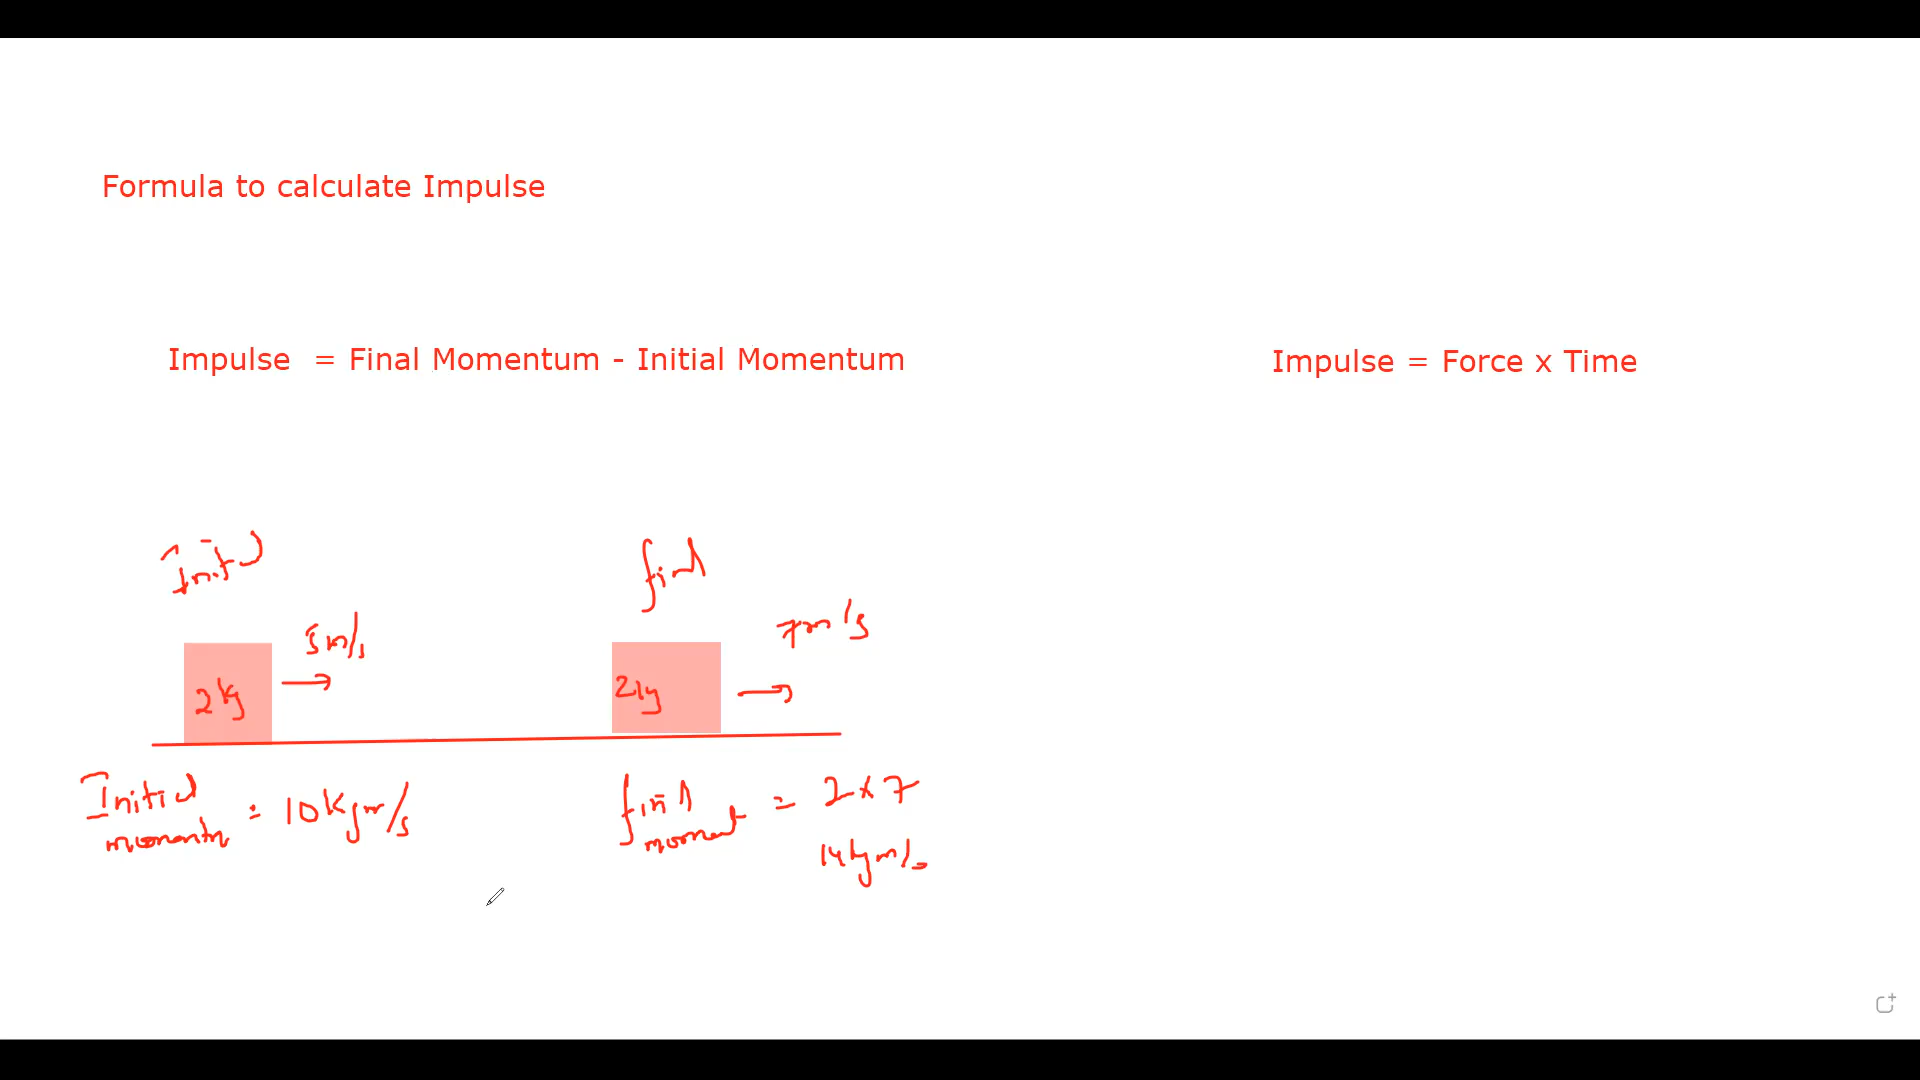 Formula to calculate Impulse
Impulse = Final Momentum - Initial Momentum
Impulse = Force x Time
Initial
final
5m/s
7m/s
2kg
2kg
Initial
momentum = 10kgm/s
final
moment = 2x7
14kgm/s